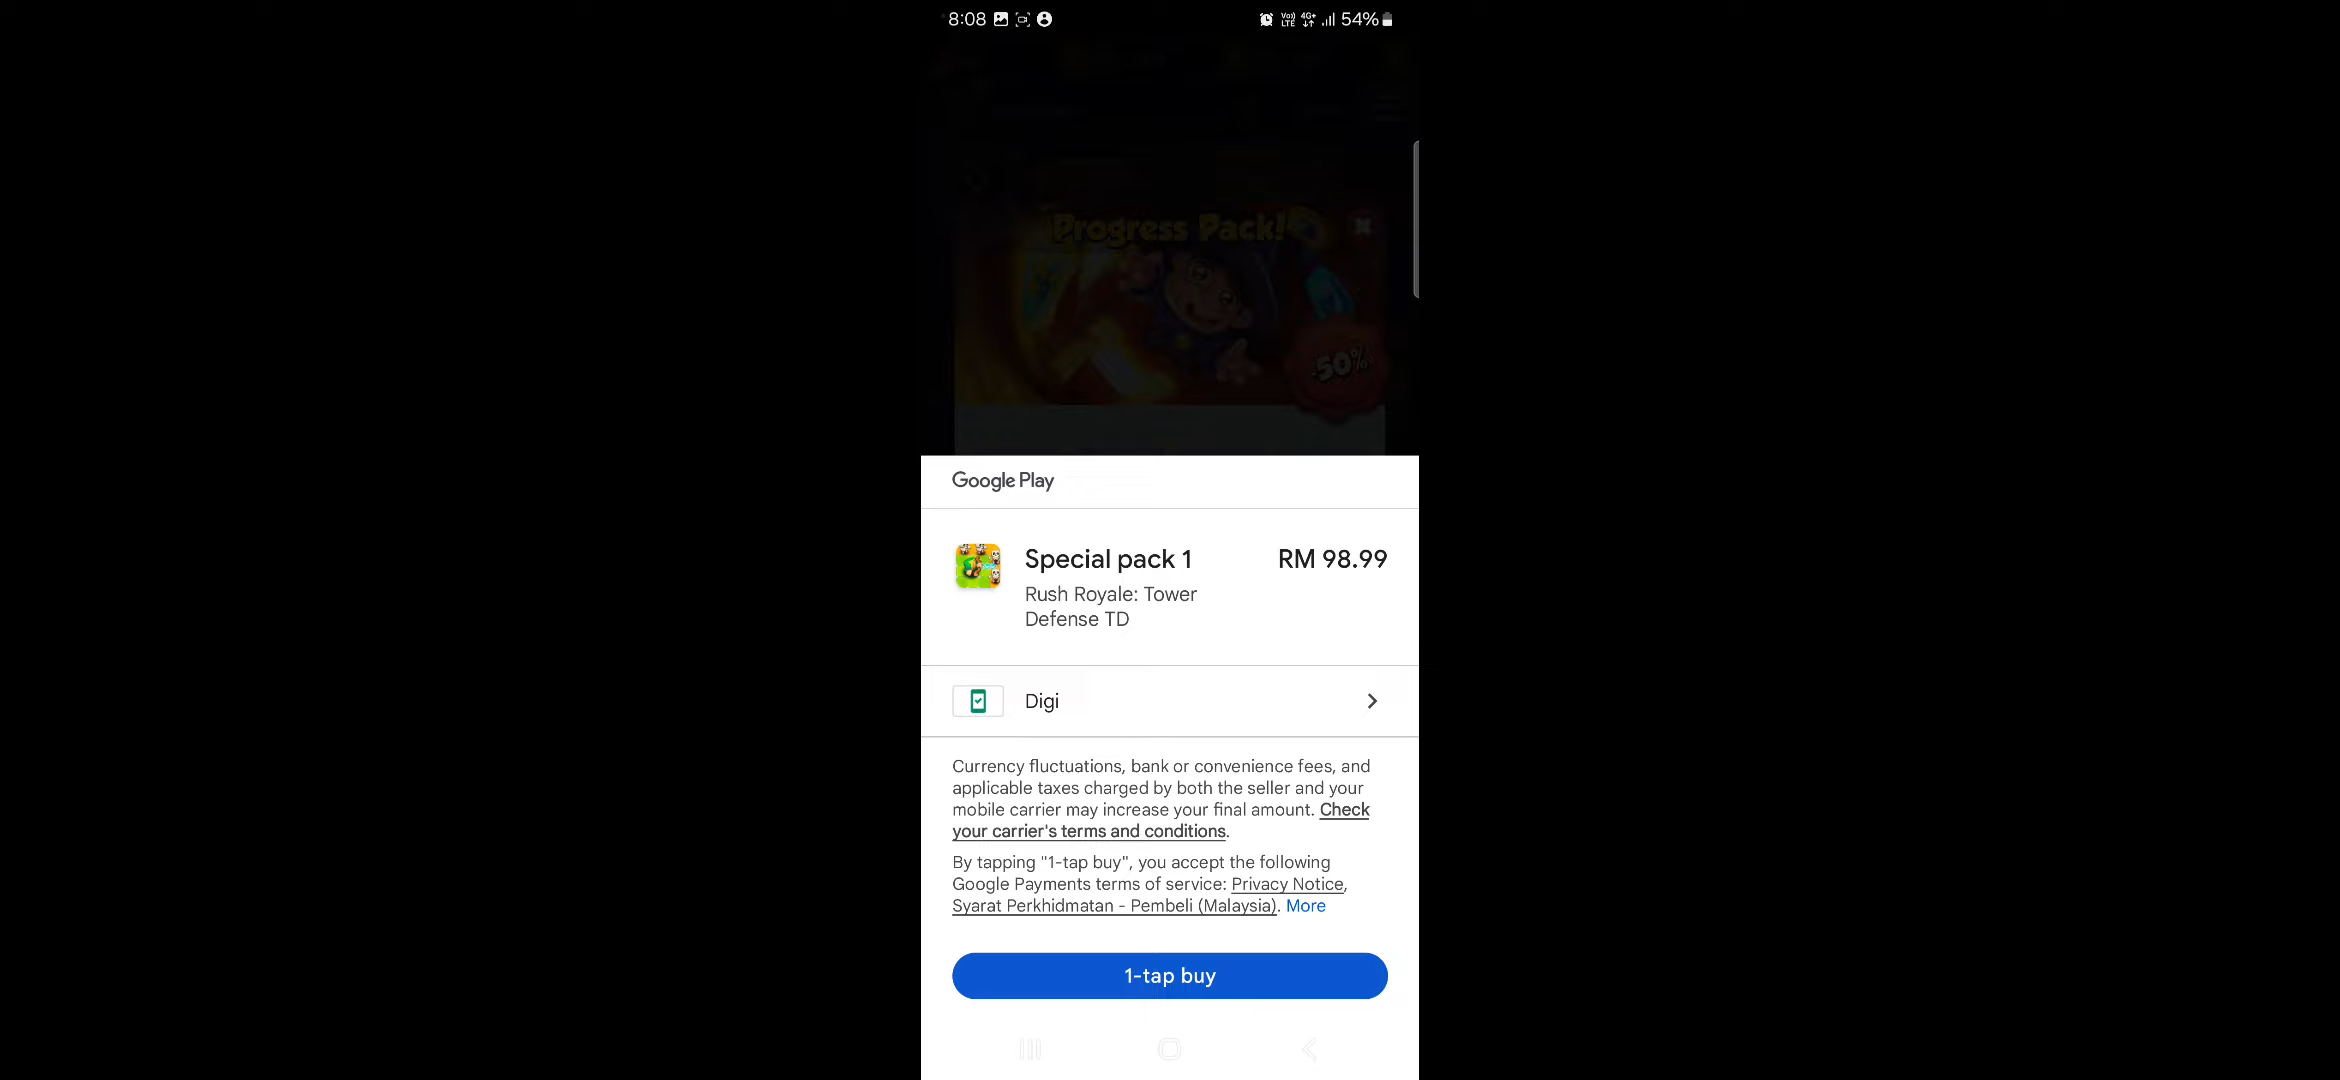 8:08 Vo)) LTE 4G+ 54%
Progress Pack!
-50%
Google Play
Special pack 1 RM 98.99
Rush Royale: Tower
Defense TD
Digi
Currency fluctuations, bank or convenience fees, and
applicable taxes charged by both the seller and your
mobile carrier may increase your final amount. Check
your carrier's terms and conditions.
By tapping "1-tap buy", you accept the following
Google Payments terms of service: Privacy Notice,
Syarat Perkhidmatan - Pembeli (Malaysia). More
1-tap buy